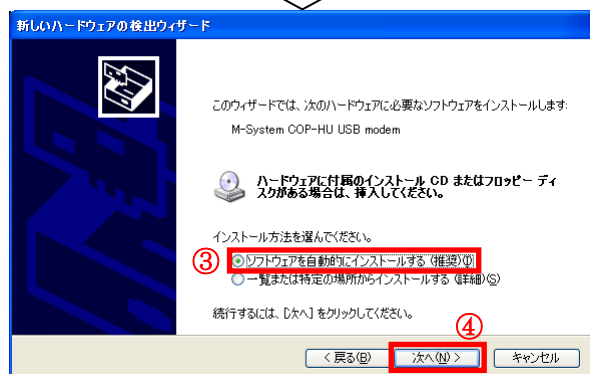 新しいハードウェアの検出ウィザード
このウィザードでは、次のハードウェアに必要なソフトウェアをインストールします:
M-System COP-HU USB modem
ハードウェアに付属のインストール CD またはフロッピー ディ
スクがある場合は、挿入してください。
インストール方法を選んでください。
③ ソフトウェアを自動的にインストールする (推奨)(I)
一覧または特定の場所からインストールする (詳細)(S)
続行するには、[次へ] をクリックしてください。
④
< 戻る(B) 次へ(N) > キャンセル